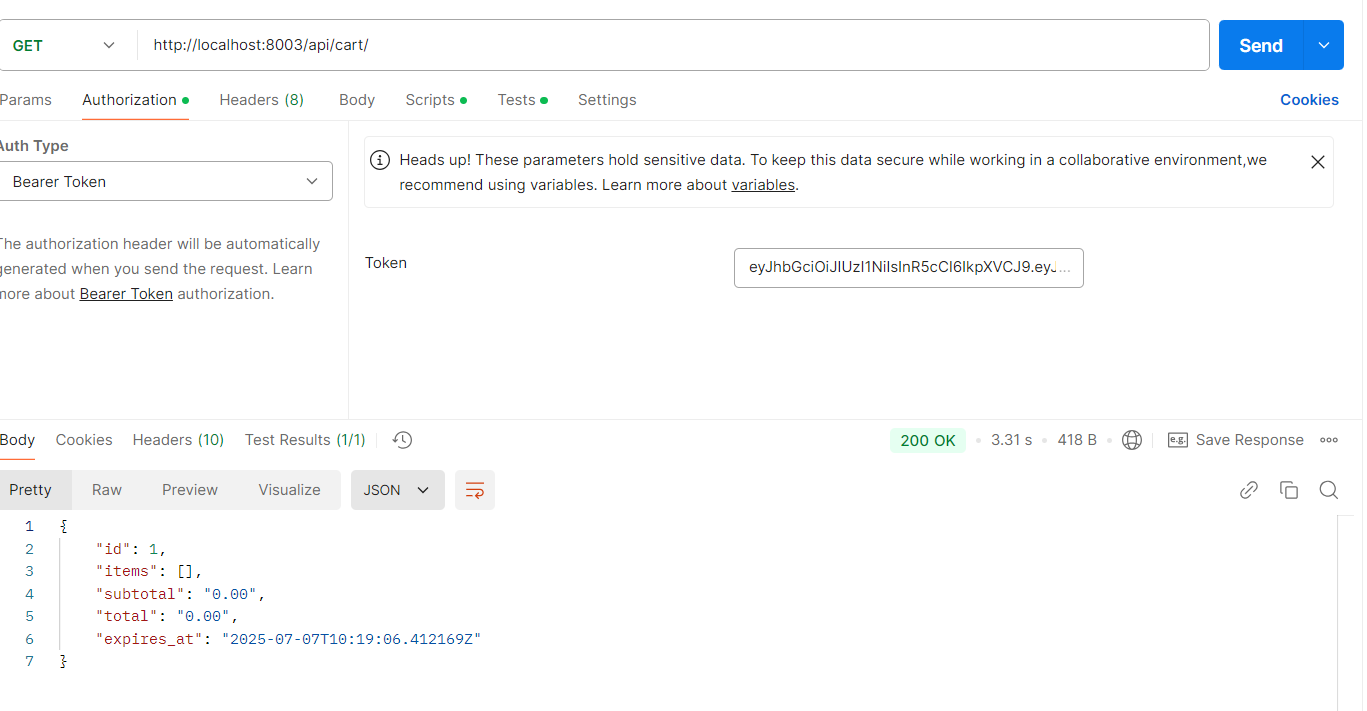 GET http://localhost:8003/api/cart/ Send
Params Authorization Headers (8) Body Scripts Tests Settings Cookies
Auth Type
Bearer Token
The authorization header will be automatically
generated when you send the request. Learn
more about Bearer Token authorization.
Heads up! These parameters hold sensitive data. To keep this data secure while working in a collaborative environment,we
recommend using variables. Learn more about variables.
Token eyJhbGciOiJIUzI1NiIsInR5cCI6IkpXVCJ9.eyJ...
Body Cookies Headers (10) Test Results (1/1) 200 OK 3.31 s 418 B e.g. Save Response
Pretty Raw Preview Visualize JSON
1 {
2 "id": 1,
3 "items": [],
4 "subtotal": "0.00",
5 "total": "0.00",
6 "expires_at": "2025-07-07T10:19:06.412169Z"
7 }